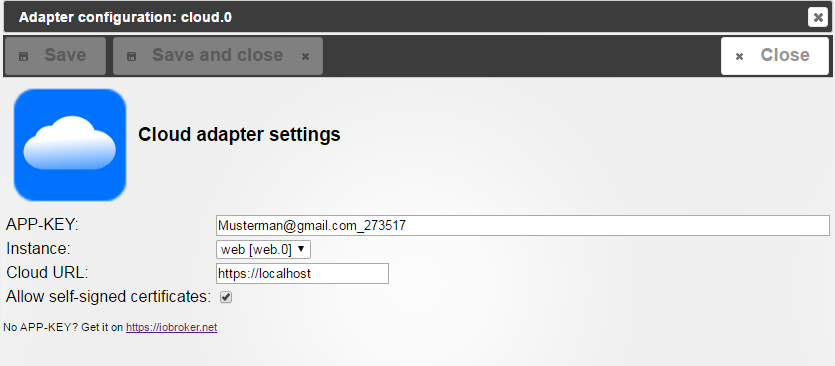 Adapter configuration: cloud.0
Save Save and close Close
Cloud adapter settings
APP-KEY: Musterman@gmail.com_273517
Instance: web [web.0]
Cloud URL: https://localhost
Allow self-signed certificates:
No APP-KEY? Get it on https://iobroker.net